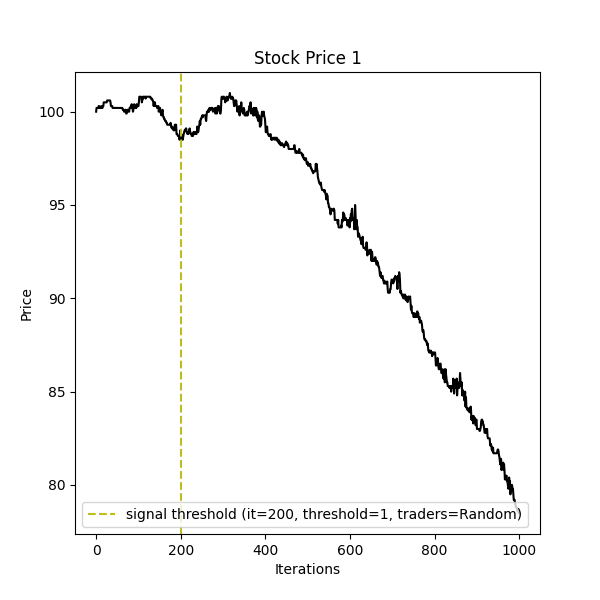 Stock Price 1
100
95
90
85
80
Price
signal threshold (it=200, threshold=1, traders=Random)
0 200 400 600 800 1000
Iterations